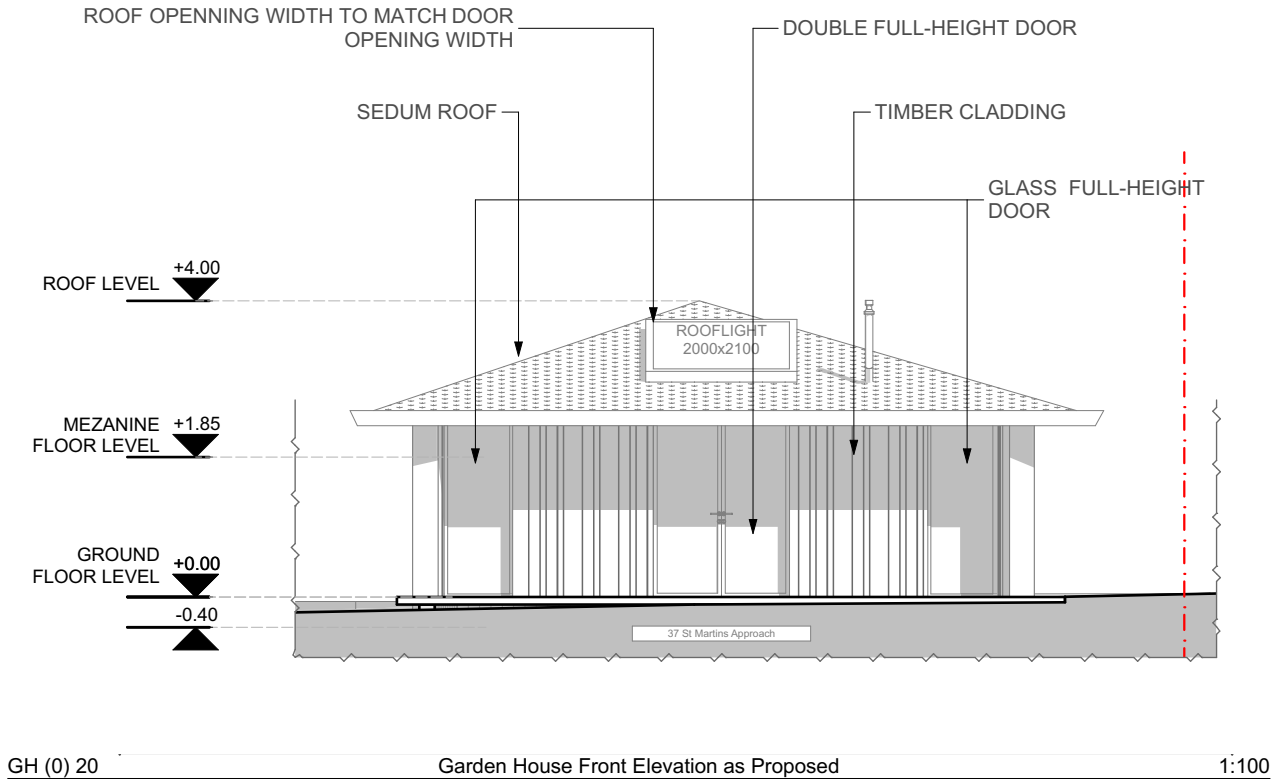 ROOF OPENNING WIDTH TO MATCH DOOR
OPENING WIDTH
DOUBLE FULL-HEIGHT DOOR
SEDUM ROOF
TIMBER CLADDING
GLASS FULL-HEIGHT
DOOR
ROOF LEVEL +4.00
ROOFLIGHT
2000x2100
MEZANINE +1.85
FLOOR LEVEL
GROUND +0.00
FLOOR LEVEL
-0.40
37 St Martins Approach
GH (0) 20 Garden House Front Elevation as Proposed 1:100